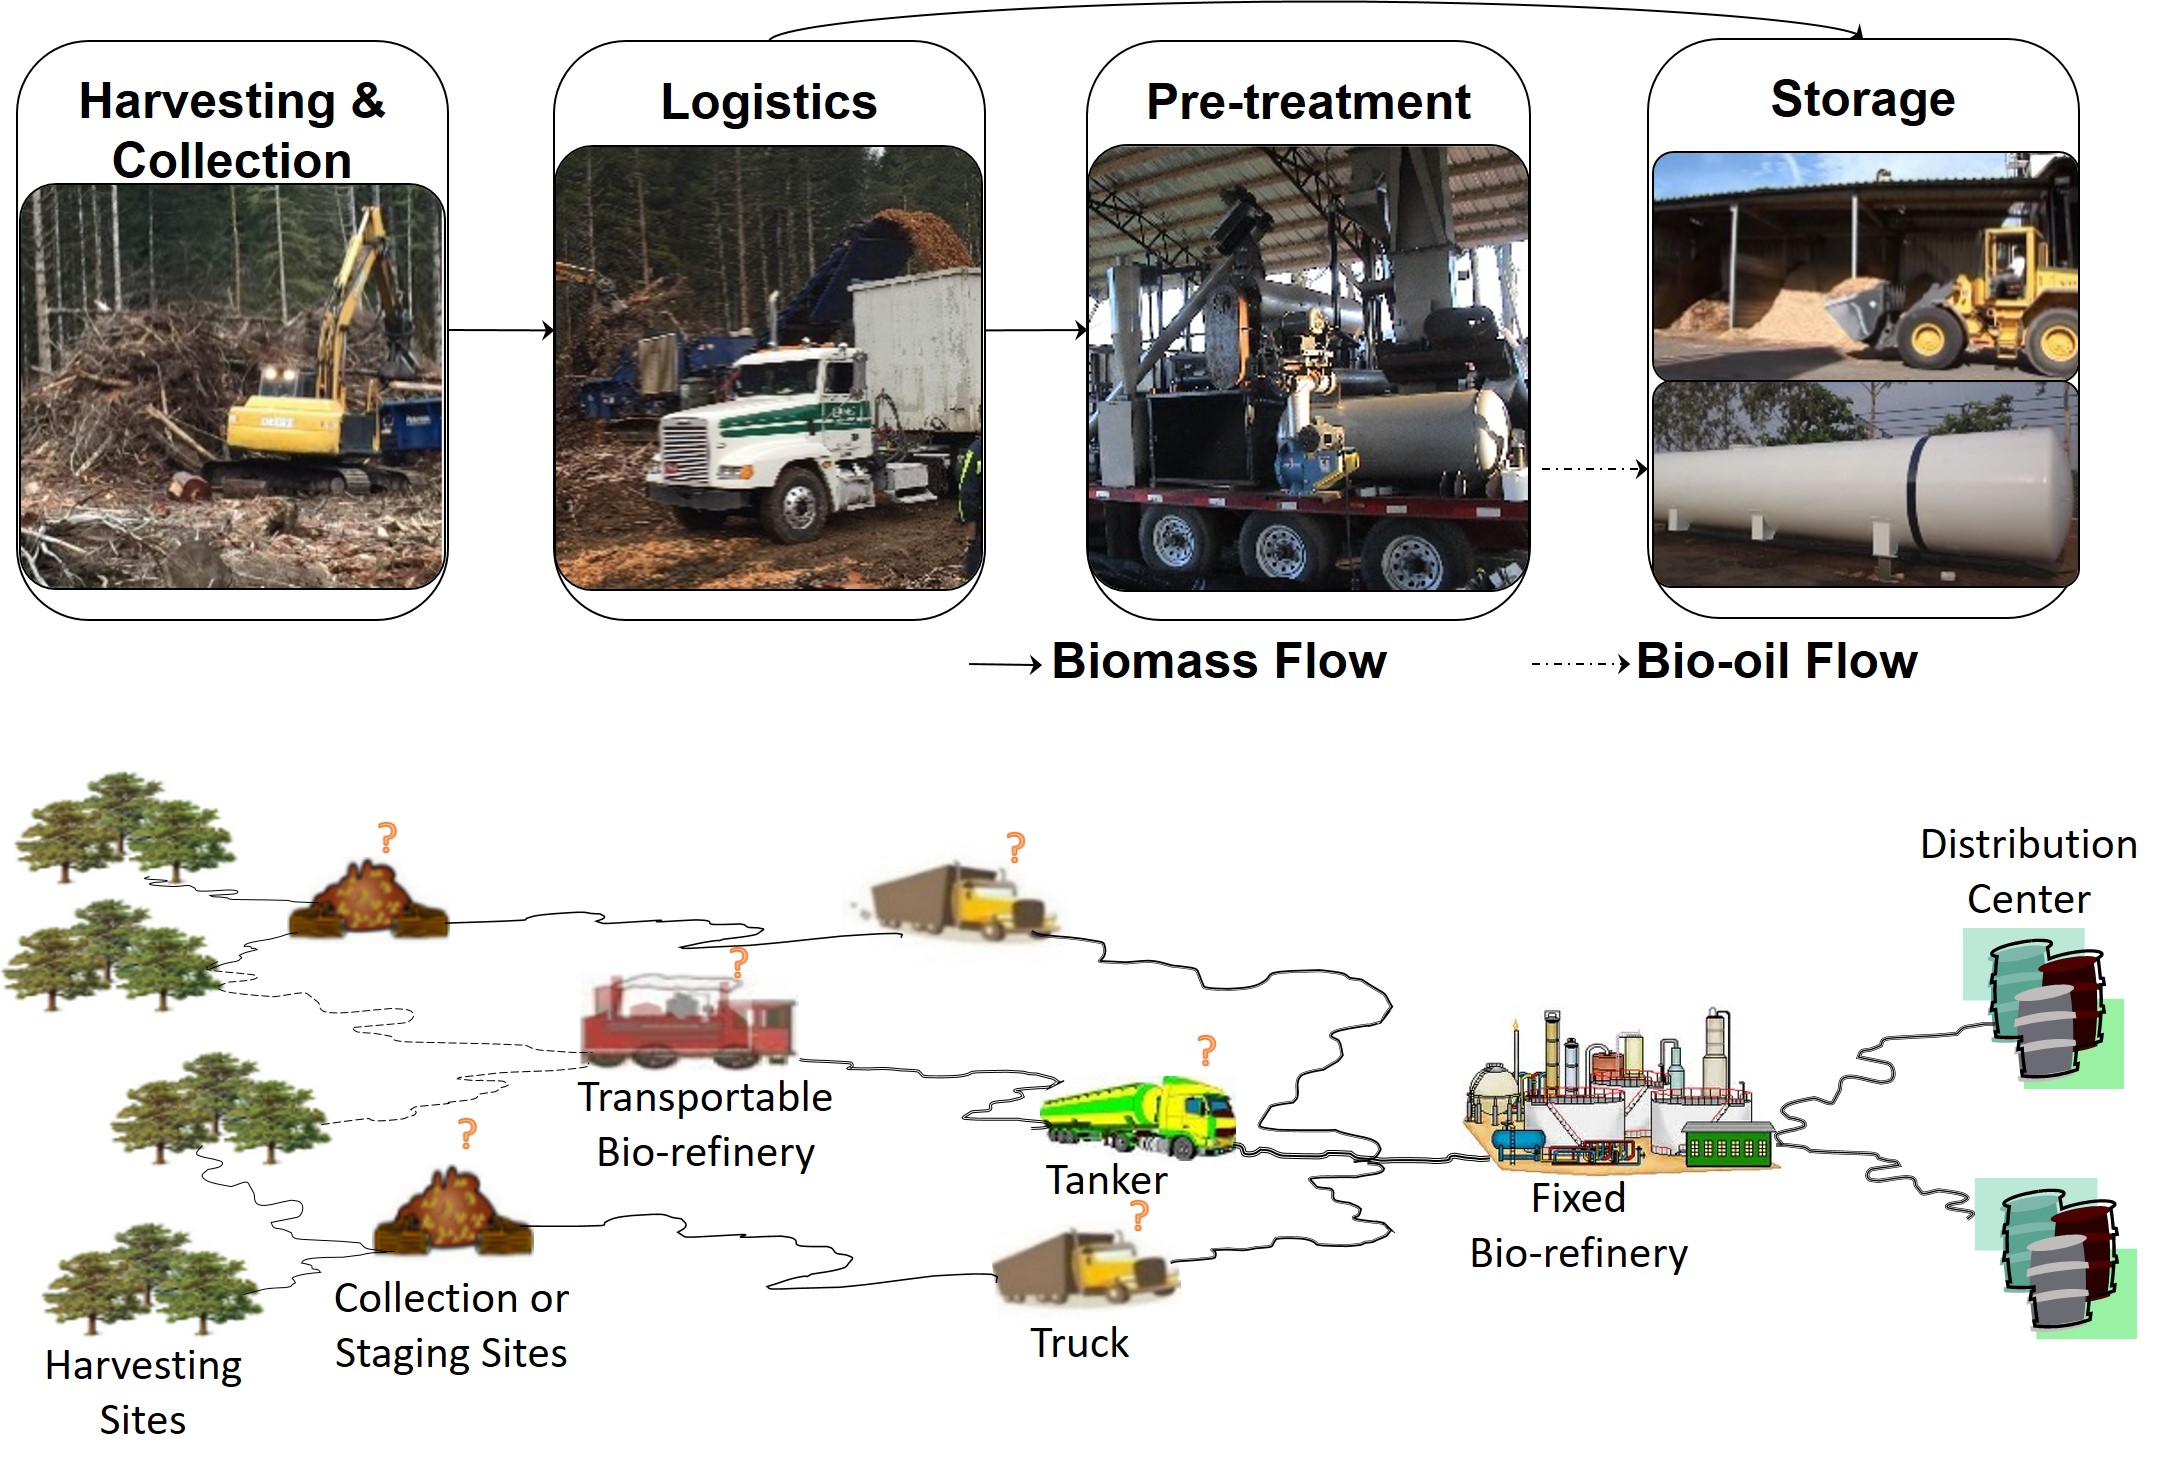 Harvesting &
Collection
Logistics
Pre-treatment
Storage
Biomass Flow
Bio-oil Flow
?
?
?
Distribution
Center
?
Transportable
Bio-refinery
?
Tanker
?
Fixed
Bio-refinery
Collection or
Staging Sites
Truck
Harvesting
Sites